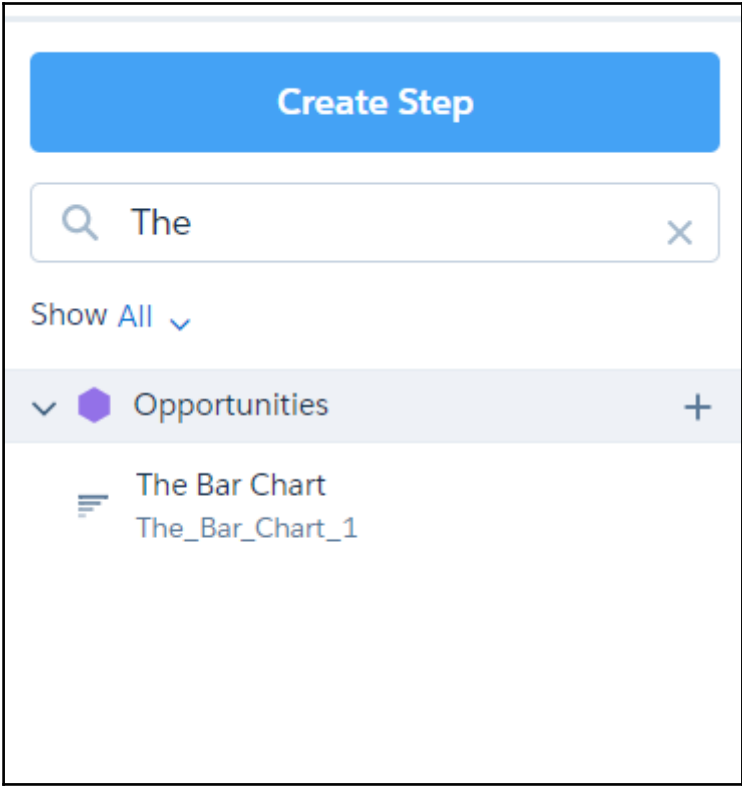 Create Step
The
Show All
Opportunities
The Bar Chart
The_Bar_Chart_1